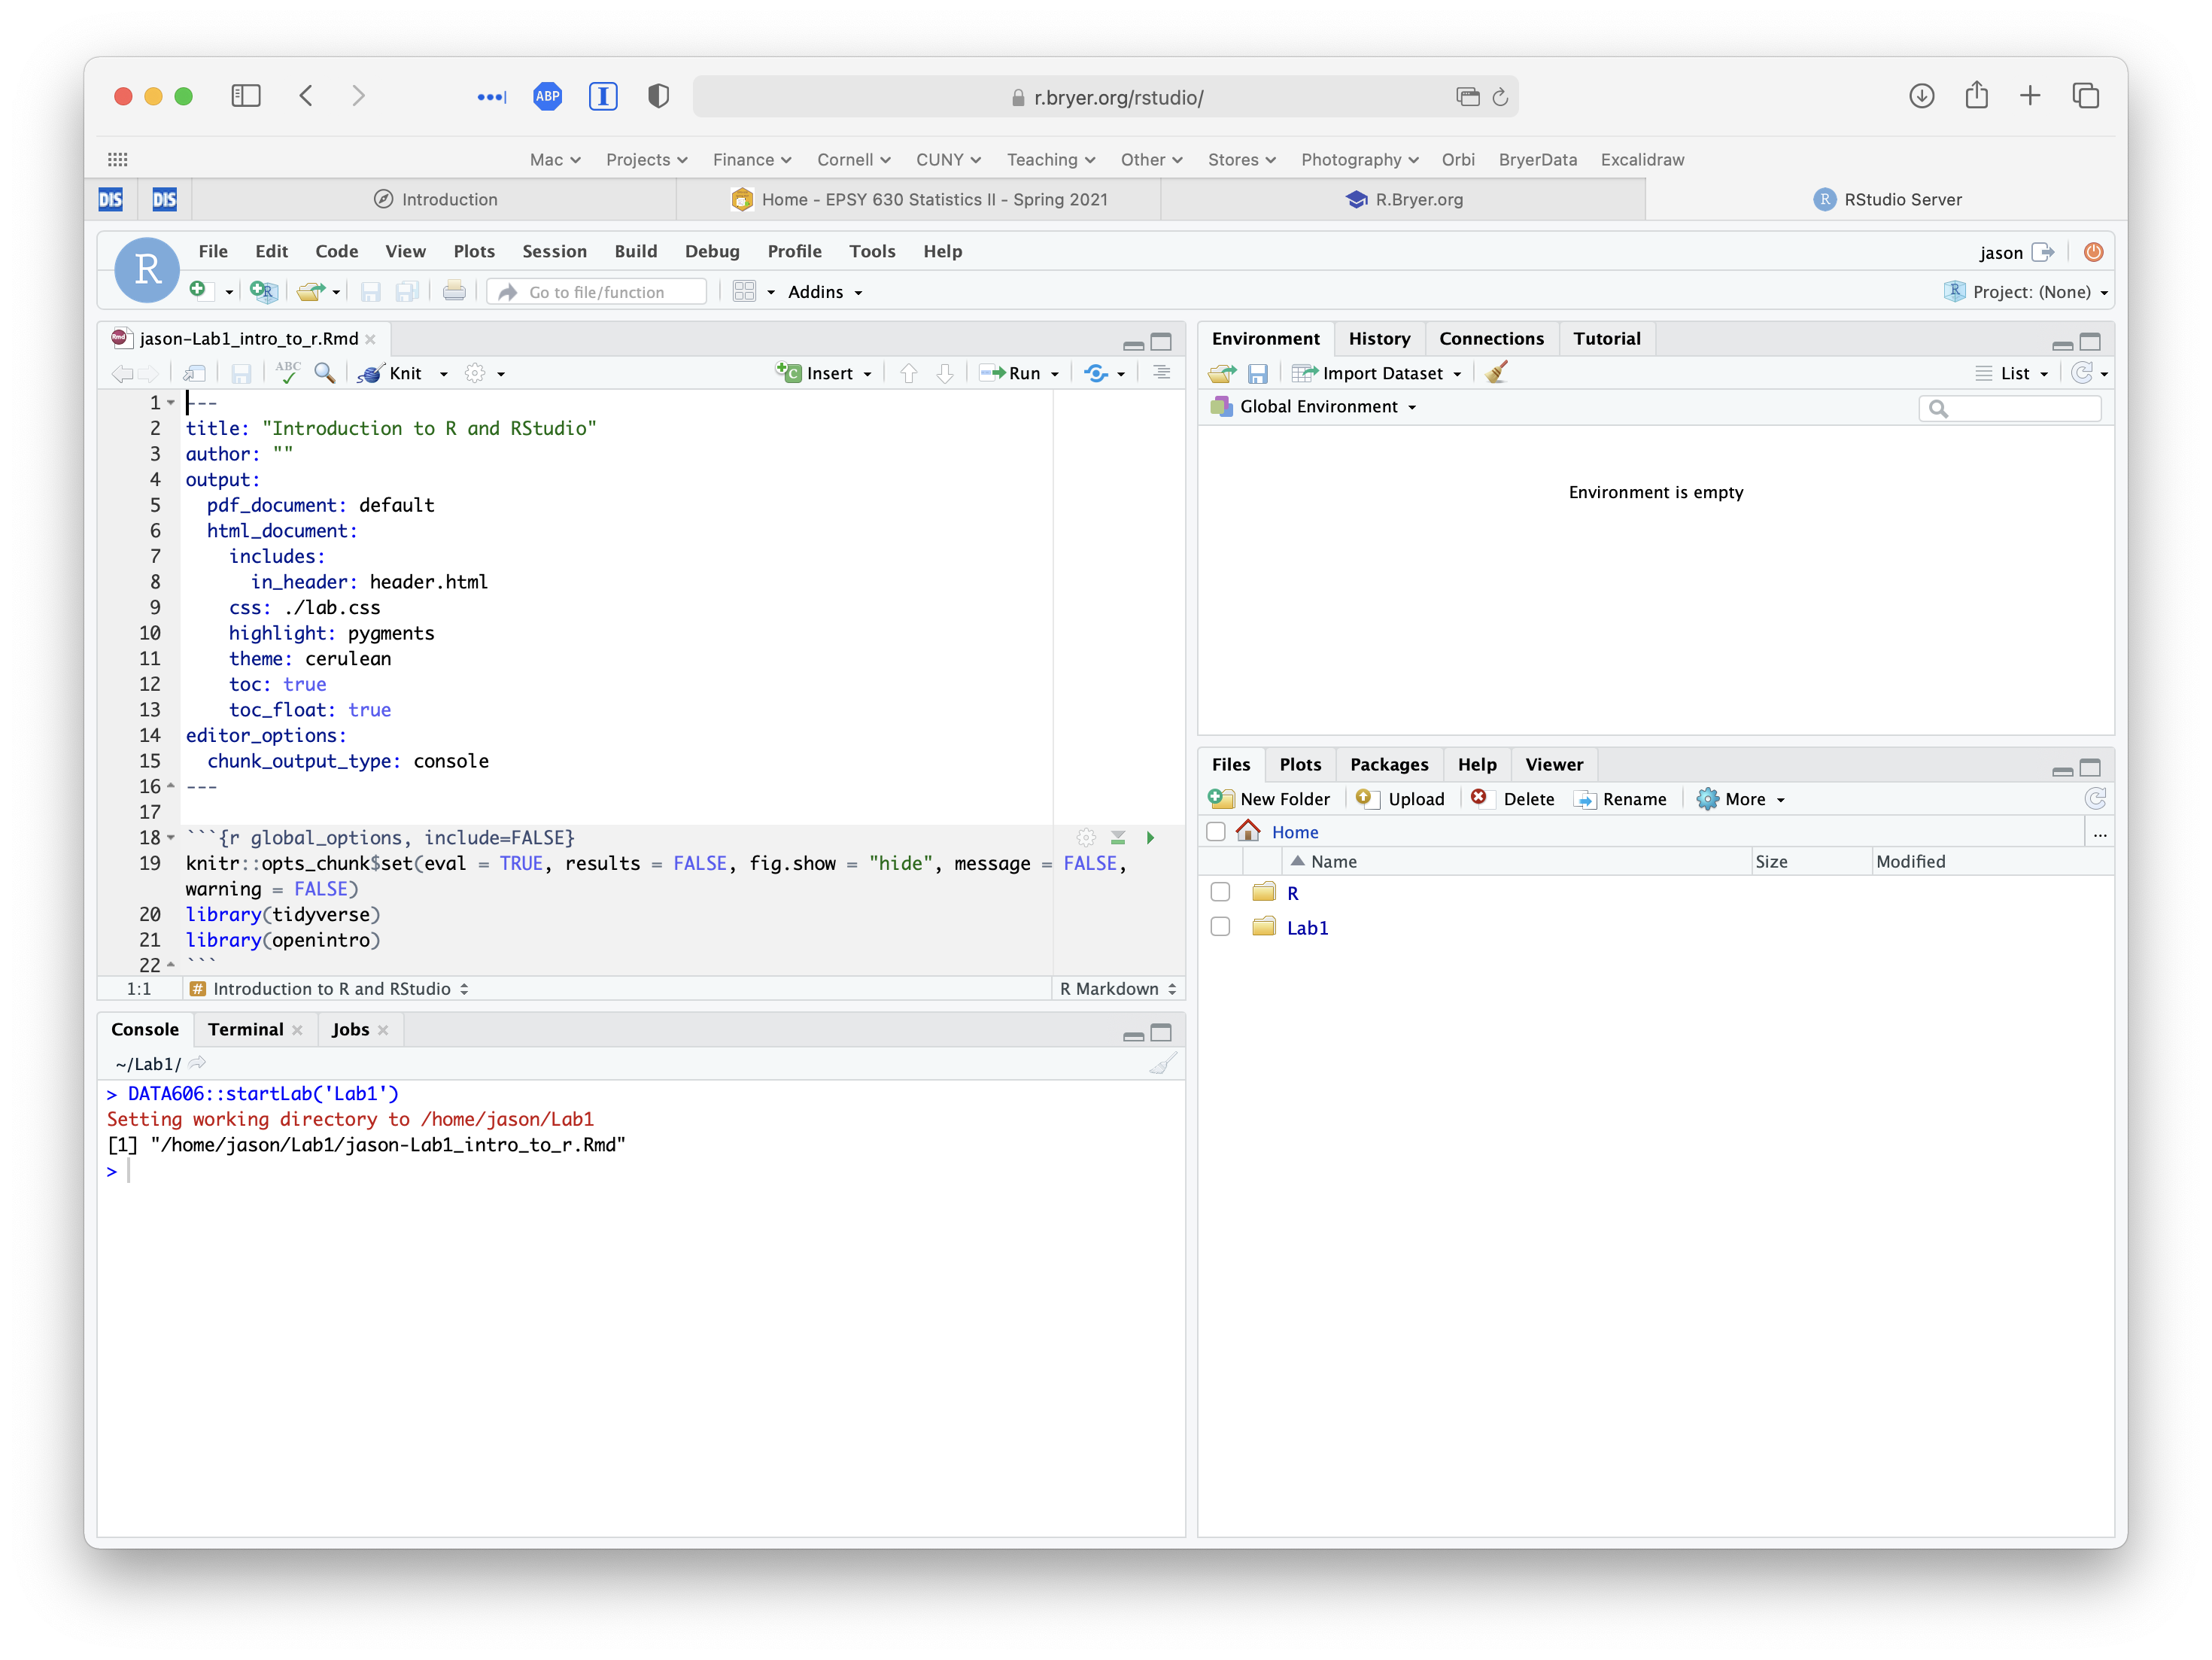 ABP
r.bryer.org/rstudio/
Mac Projects Finance Cornell CUNY Teaching Other Stores Photography Orbi BryerData Excalidraw
DIS DIS Introduction Home - EPSY 630 Statistics II - Spring 2021 R.Bryer.org R RStudio Server
R
File Edit Code View Plots Session Build Debug Profile Tools Help jason
Go to file/function Addins R Project: (None)
Rmd jason-Lab1_intro_to_r.Rmd
ABC Knit C Insert Run
1 ---
2 title: "Introduction to R and RStudio"
3 author: ""
4 output:
5 pdf_document: default
6 html_document:
7 includes:
8 in_header: header.html
9 css: ./lab.css
10 highlight: pygments
11 theme: cerulean
12 toc: true
13 toc_float: true
14 editor_options:
15 chunk_output_type: console
16 ---
17
18 ```{r global_options, include=FALSE}
19 knitr::opts_chunk$set(eval = TRUE, results = FALSE, fig.show = "hide", message = FALSE,
warning = FALSE)
20 library(tidyverse)
21 library(openintro)
22 ```
1:1 # Introduction to R and RStudio R Markdown
Console Terminal Jobs
~/Lab1/
> DATA606::startLab('Lab1')
Setting working directory to /home/jason/Lab1
[1] "/home/jason/Lab1/jason-Lab1_intro_to_r.Rmd"
>
Environment History Connections Tutorial
Import Dataset List
Global Environment
Environment is empty
Files Plots Packages Help Viewer
New Folder Upload Delete Rename More
Home ...
Name Size Modified
R
Lab1